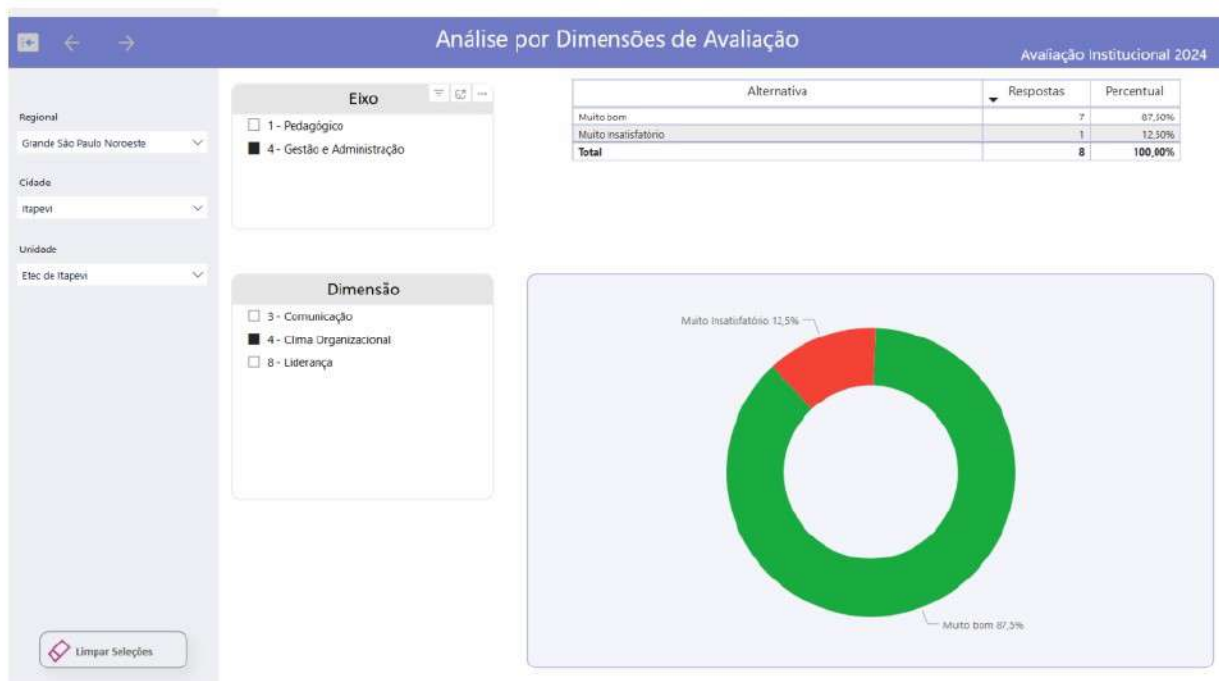 Análise por Dimensões de Avaliação
Avaliação Institucional 2024
Regional
Grande São Paulo Noroeste
Cidade
Itapevi
Unidade
Etec de Itapevi
Limpar Seleções
Eixo
1 - Pedagógico
4 - Gestão e Administração
Dimensão
3 - Comunicação
4 - Clima Organizacional
8 - Liderança
Alternativa Respostas Percentual
Muito bom 7 87,50%
Muito Insatisfatório 1 12,50%
Total 8 100,00%
Muito Insatisfatório 12,5%
Muito bom 87,5%